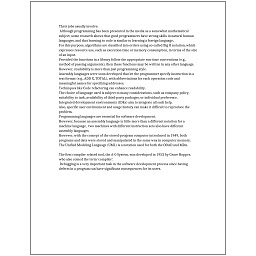 Their jobs usually involve:
Although programming has been presented in the media as a somewhat mathematical
subject, some research shows that good programmers have strong skills in natural human
languages, and that learning to code is similar to learning a foreign language.
For this purpose, algorithms are classified into orders using so-called Big O notation, which
expresses resource use, such as execution time or memory consumption, in terms of the size
of an input.
Provided the functions in a library follow the appropriate run-time conventions (e.g.,
method of passing arguments), then these functions may be written in any other language.
However, readability is more than just programming style.
Assembly languages were soon developed that let the programmer specify instruction in a
text format (e.g., ADD X, TOTAL), with abbreviations for each operation code and
meaningful names for specifying addresses.
Techniques like Code refactoring can enhance readability.
The choice of language used is subject to many considerations, such as company policy,
suitability to task, availability of third-party packages, or individual preference.
Integrated development environments (IDEs) aim to integrate all such help.
Also, specific user environment and usage history can make it difficult to reproduce the
problem.
Programming languages are essential for software development.
However, because an assembly language is little more than a different notation for a
machine language, two machines with different instruction sets also have different
assembly languages.
However, with the concept of the stored-program computer introduced in 1949, both
programs and data were stored and manipulated in the same way in computer memory.
The Unified Modeling Language (UML) is a notation used for both the OOAD and MDA.
The first compiler related tool, the A-0 System, was developed in 1952 by Grace Hopper,
who also coined the term 'compiler'.
Debugging is a very important task in the software development process since having
defects in a program can have significant consequences for its users.